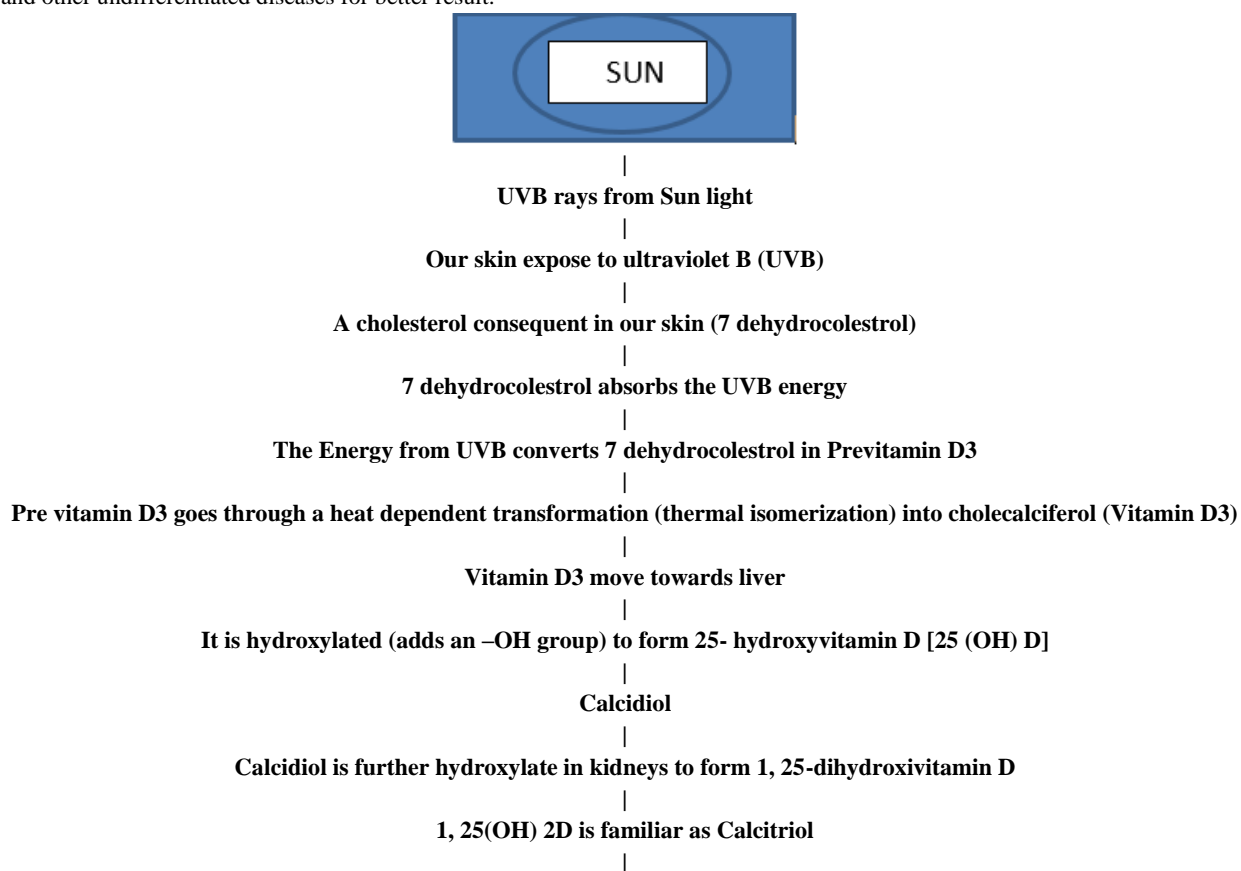 and other undifferentiated diseases for better result.
SUN
|
UVB rays from Sun light
|
Our skin expose to ultraviolet B (UVB)
|
A cholesterol consequent in our skin (7 dehydrocolestrol)
|
7 dehydrocolestrol absorbs the UVB energy
|
The Energy from UVB converts 7 dehydrocolestrol in Previtamin D3
|
Pre vitamin D3 goes through a heat dependent transformation (thermal isomerization) into cholecalciferol (Vitamin D3)
|
Vitamin D3 move towards liver
|
It is hydroxylated (adds an –OH group) to form 25- hydroxyvitamin D [25 (OH) D]
|
Calcidiol
|
Calcidiol is further hydroxylate in kidneys to form 1, 25-dihydroxivitamin D
|
1, 25(OH) 2D is familiar as Calcitriol
|